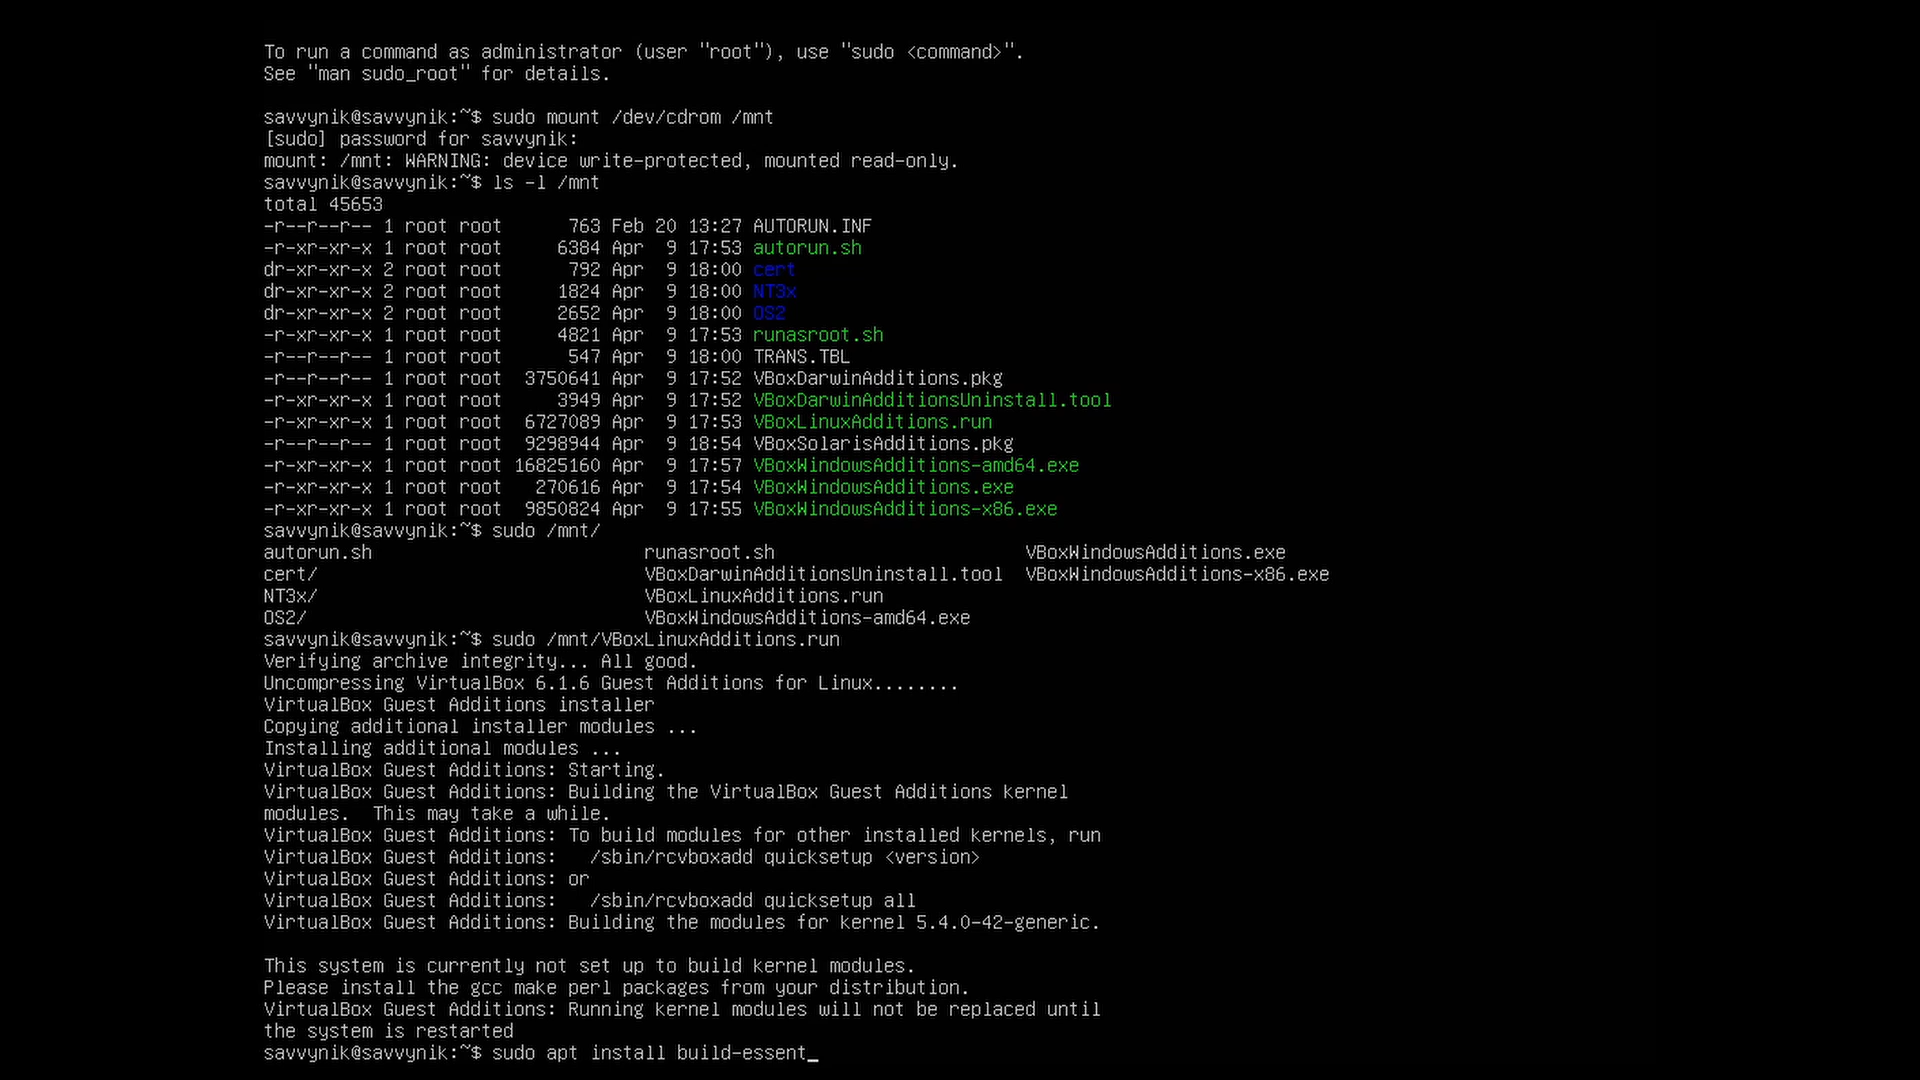 To run a command as administrator (user "root"), use "sudo <command>".
See "man sudo_root" for details.
savvynik@savvynik:~$ sudo mount /dev/cdrom /mnt
[sudo] password for savvynik:
mount: /mnt: WARNING: device write-protected, mounted read-only.
savvynik@savvynik:~$ ls -l /mnt
total 45653
-r--r--r-- 1 root root      763 Feb 20 13:27 AUTORUN.INF
-r-xr-xr-x 1 root root     6384 Apr  9 17:53 autorun.sh
dr-xr-xr-x 2 root root      792 Apr  9 18:00 cert
dr-xr-xr-x 2 root root     1824 Apr  9 18:00 NT3x
dr-xr-xr-x 2 root root     2652 Apr  9 18:00 OS2
-r-xr-xr-x 1 root root     4821 Apr  9 17:53 runasroot.sh
-r--r--r-- 1 root root      547 Apr  9 18:00 TRANS.TBL
-r--r--r-- 1 root root  3750641 Apr  9 17:52 VBoxDarwinAdditions.pkg
-r-xr-xr-x 1 root root     3949 Apr  9 17:52 VBoxDarwinAdditionsUninstall.tool
-r-xr-xr-x 1 root root  6727089 Apr  9 17:53 VBoxLinuxAdditions.run
-r--r--r-- 1 root root  9298944 Apr  9 18:54 VBoxSolarisAdditions.pkg
-r-xr-xr-x 1 root root 16825160 Apr  9 17:57 VBoxWindowsAdditions-amd64.exe
-r-xr-xr-x 1 root root   270616 Apr  9 17:54 VBoxWindowsAdditions.exe
-r-xr-xr-x 1 root root  9850824 Apr  9 17:55 VBoxWindowsAdditions-x86.exe
savvynik@savvynik:~$ sudo /mnt/
autorun.sh                         runasroot.sh                       VBoxWindowsAdditions.exe
cert/                              VBoxDarwinAdditionsUninstall.tool  VBoxWindowsAdditions-x86.exe
NT3x/                              VBoxLinuxAdditions.run
OS2/                               VBoxWindowsAdditions-amd64.exe
savvynik@savvynik:~$ sudo /mnt/VBoxLinuxAdditions.run
Verifying archive integrity... All good.
Uncompressing VirtualBox 6.1.6 Guest Additions for Linux........
VirtualBox Guest Additions installer
Copying additional installer modules ...
Installing additional modules ...
VirtualBox Guest Additions: Starting.
VirtualBox Guest Additions: Building the VirtualBox Guest Additions kernel
modules.  This may take a while.
VirtualBox Guest Additions: To build modules for other installed kernels, run
VirtualBox Guest Additions:   /sbin/rcvboxadd quicksetup <version>
VirtualBox Guest Additions: or
VirtualBox Guest Additions:   /sbin/rcvboxadd quicksetup all
VirtualBox Guest Additions: Building the modules for kernel 5.4.0-42-generic.
This system is currently not set up to build kernel modules.
Please install the gcc make perl packages from your distribution.
VirtualBox Guest Additions: Running kernel modules will not be replaced until
the system is restarted
savvynik@savvynik:~$ sudo apt install build-essent_